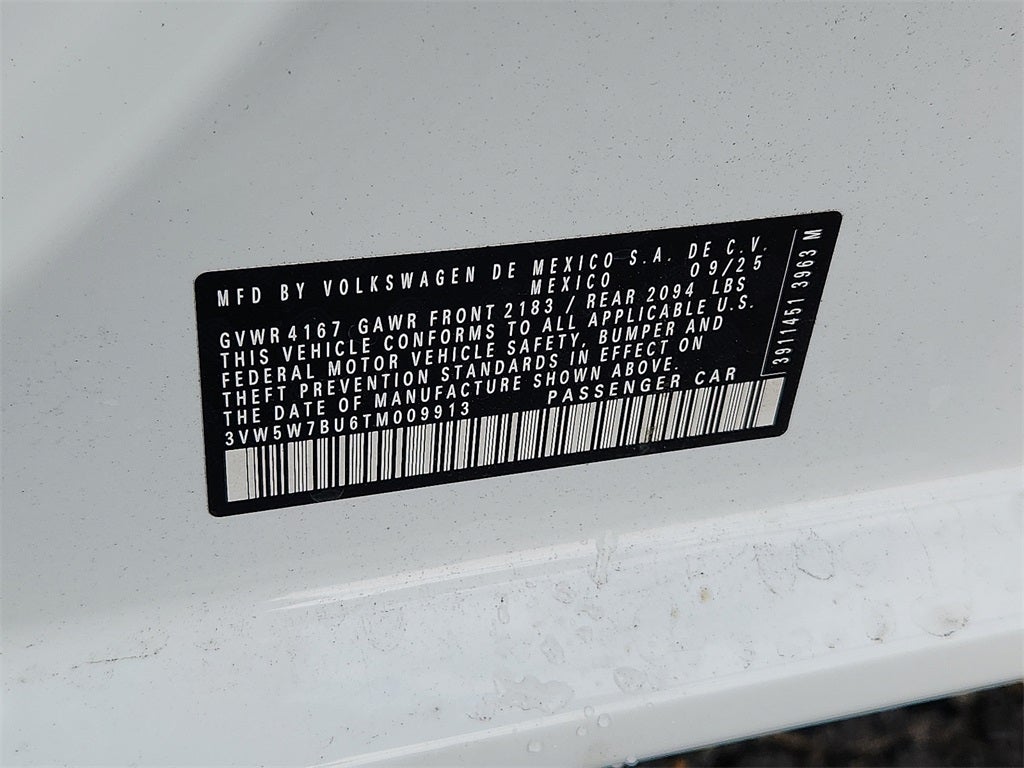 MFD BY VOLKSWAGEN DE MEXICO S.A. DE C.V.
MEXICO 09/25
GVWR 4167 GAWR FRONT 2183 / REAR 2094 LBS
THIS VEHICLE CONFORMS TO ALL APPLICABLE U.S.
FEDERAL MOTOR VEHICLE SAFETY, BUMPER AND
THEFT PREVENTION STANDARDS IN EFFECT ON
THE DATE OF MANUFACTURE SHOWN ABOVE.
3VW5W7BU6TM009913 PASSENGER CAR
3911451 3963 M